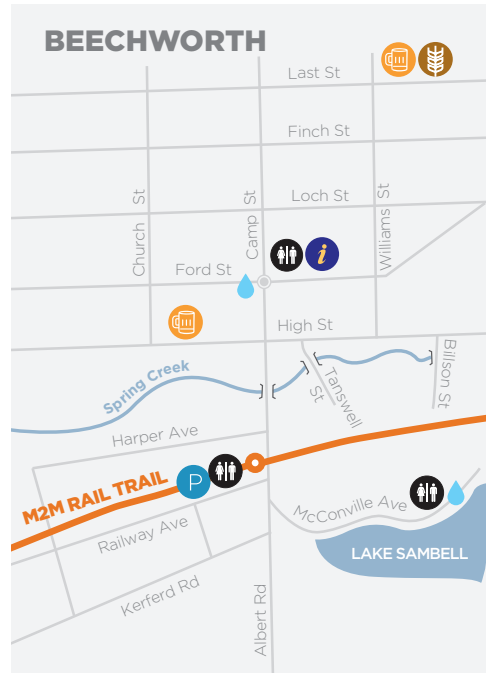 BEECHWORTH
Last St
Finch St
Loch St
Church St
Camp St
Williams St
Ford St
i
High St
Spring Creek
Tanswell St
Billson St
Harper Ave
M2M RAIL TRAIL
P
McConville Ave
Railway Ave
LAKE SAMBELL
Kerferd Rd
Albert Rd